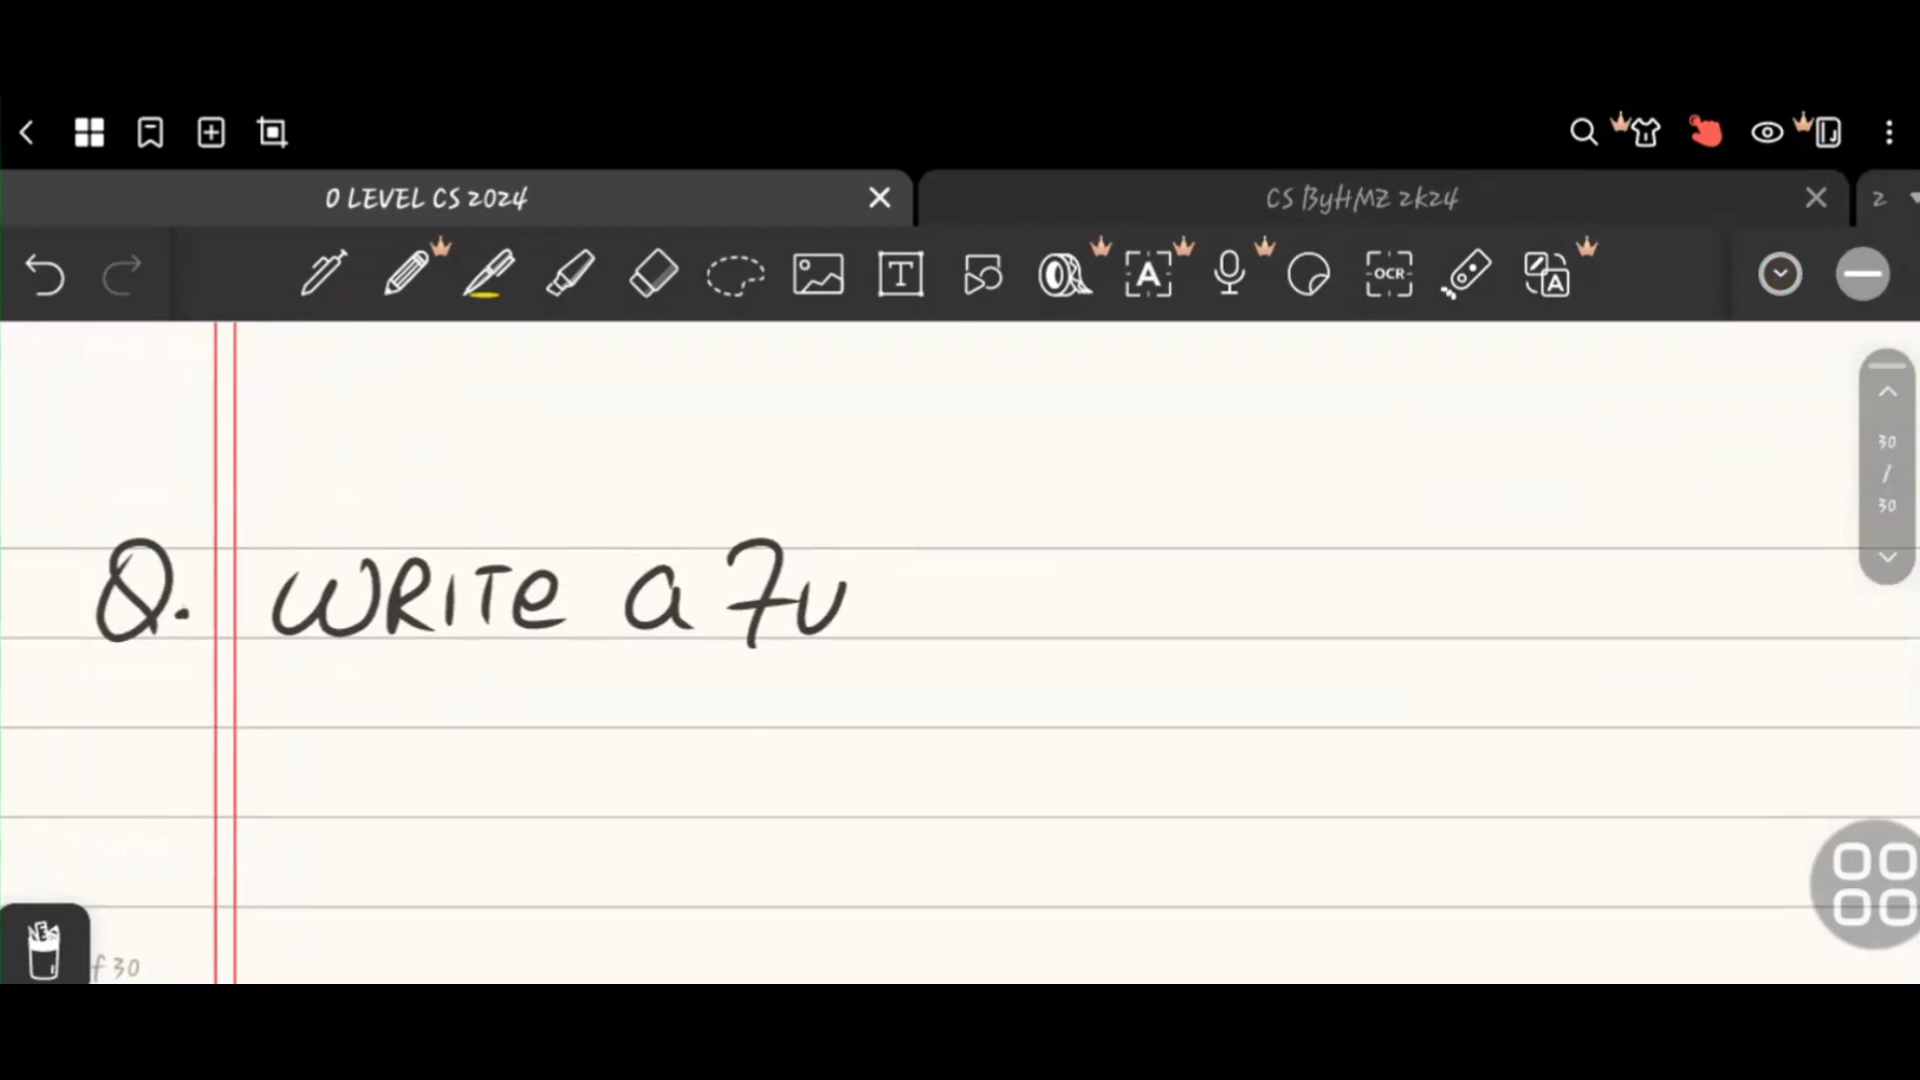 O LEVEL CS 2024
CS ByHMZ 2k24
2
T
A
OCR
A
30
/
30
Q. WRITe a Fu
f 30